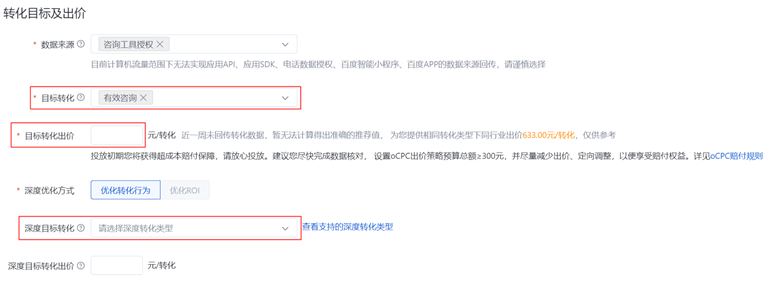 转化目标及出价
* 数据来源 ? 咨询工具授权 ×
目前计算机流量范围下无法实现应用API、应用SDK、电话数据授权、百度智能小程序、百度APP的数据来源回传，请谨慎选择
* 目标转化 ? 有效咨询 ×
* 目标转化出价 元/转化 近一周未回传转化数据，暂无法计算得出准确的推荐值， 为您提供相同转化类型下同行业出价633.00元/转化，仅供参考
投放初期您将获得超成本赔付保障，请放心投放。建议您尽快完成数据核对， 设置oCPC出价策略预算总额≥300元，并尽量减少出价、定向调整，以便享受赔付权益。详见oCPC赔付规则
* 深度优化方式 优化转化行为 优化ROI
深度目标转化 ? 请选择深度转化类型 查看支持的深度转化类型
深度目标转化出价 ? 元/转化